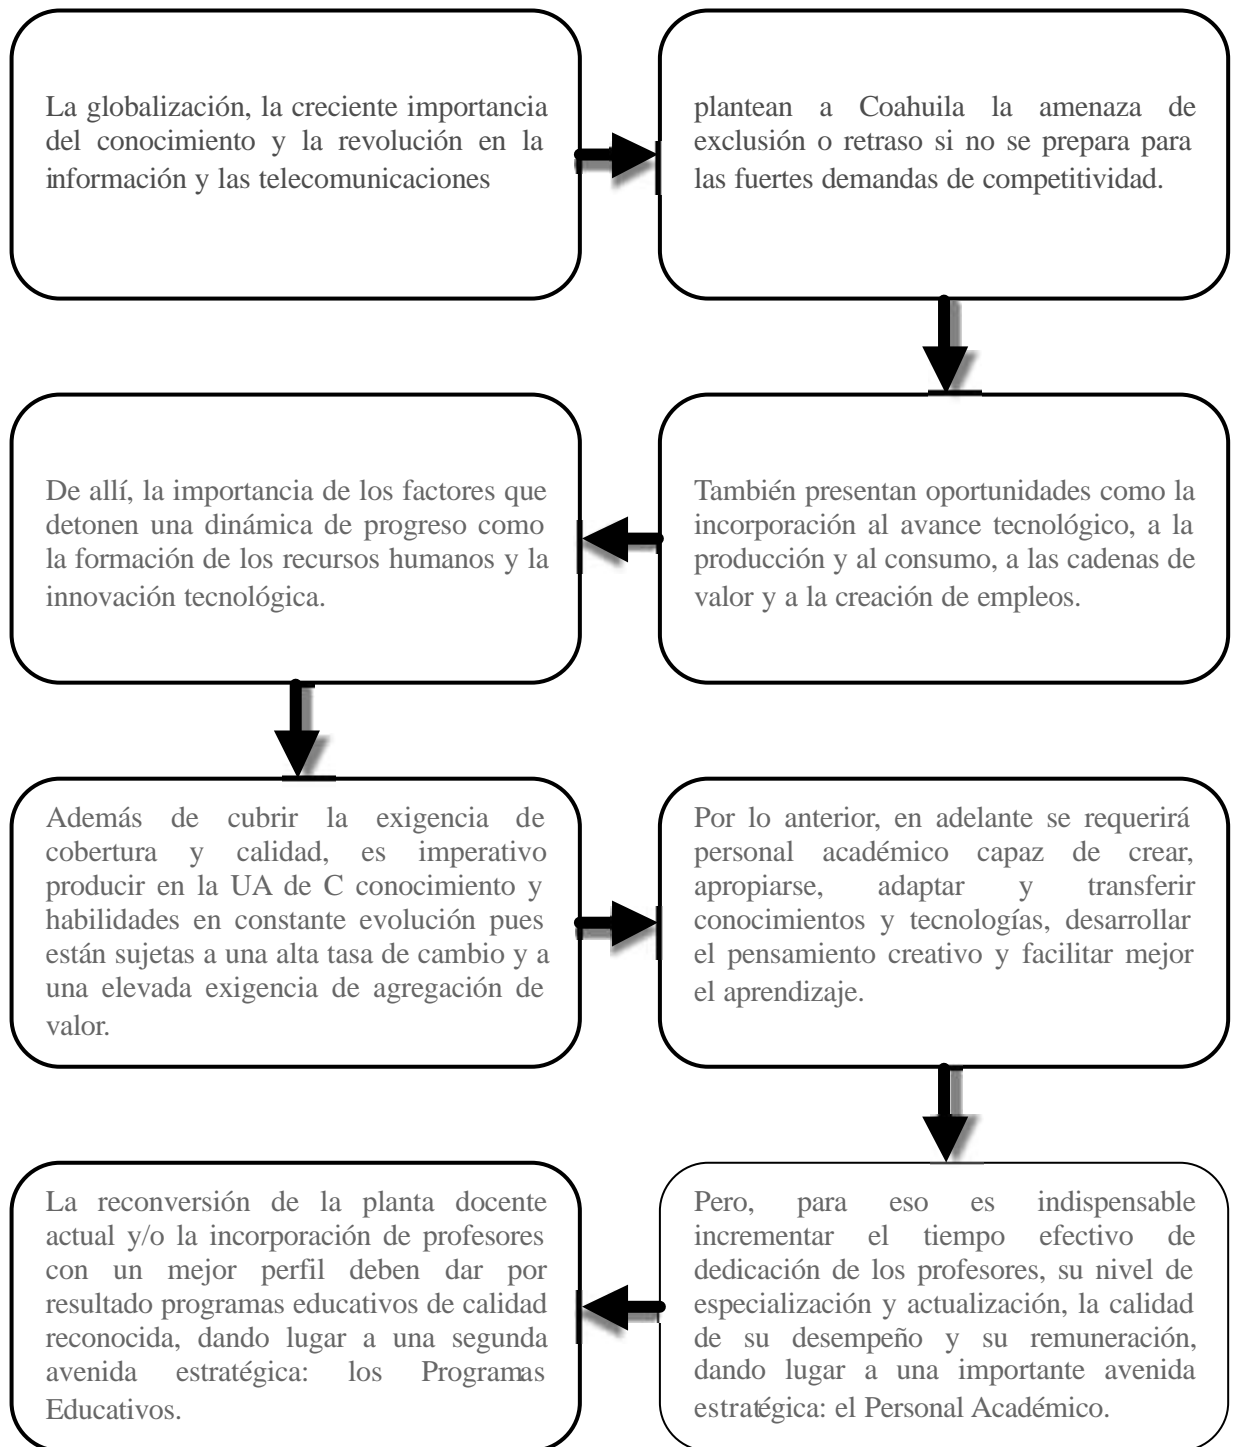 La globalización, la creciente importancia
del conocimiento y la revolución en la
información y las telecomunicaciones
plantean a Coahuila la amenaza de
exclusión o retraso si no se prepara para
las fuertes demandas de competitividad.
También presentan oportunidades como la
incorporación al avance tecnológico, a la
producción y al consumo, a las cadenas de
valor y a la creación de empleos.
De allí, la importancia de los factores que
detonen una dinámica de progreso como
la formación de los recursos humanos y la
innovación tecnológica.
Además de cubrir la exigencia de
cobertura y calidad, es imperativo
producir en la UA de C conocimiento y
habilidades en constante evolución pues
están sujetas a una alta tasa de cambio y a
una elevada exigencia de agregación de
valor.
Por lo anterior, en adelante se requerirá
personal académico capaz de crear,
apropiarse, adaptar y transferir
conocimientos y tecnologías, desarrollar
el pensamiento creativo y facilitar mejor
el aprendizaje.
Pero, para eso es indispensable
incrementar el tiempo efectivo de
dedicación de los profesores, su nivel de
especialización y actualización, la calidad
de su desempeño y su remuneración,
dando lugar a una importante avenida
estratégica: el Personal Académico.
La reconversión de la planta docente
actual y/o la incorporación de profesores
con un mejor perfil deben dar por
resultado programas educativos de calidad
reconocida, dando lugar a una segunda
avenida estratégica: los Programas
Educativos.